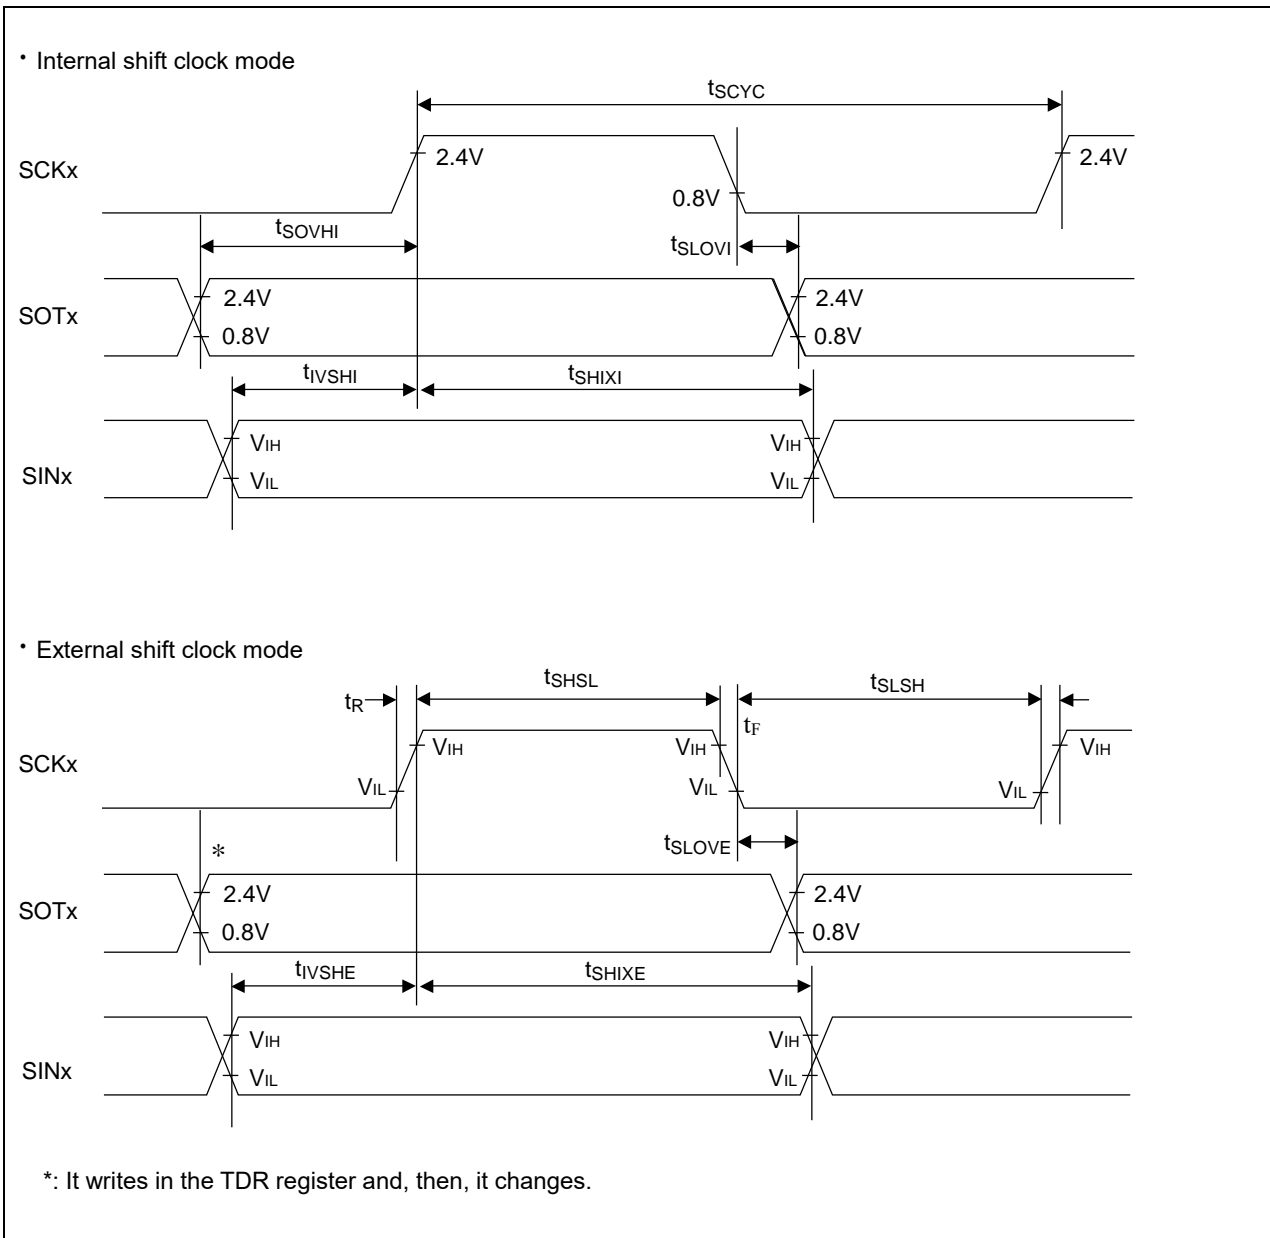 ・Internal shift clock mode
tSCYC
SCKx
2.4V
2.4V
0.8V
tSOVHI
tSLOVI
SOTx
2.4V
2.4V
0.8V
0.8V
tIVSHI
tSHIXI
SINx
VIH
VIH
VIL
VIL
・External shift clock mode
tSHSL
tSLSH
tR
tF
SCKx
VIH
VIH
VIH
VIL
VIL
VIL
tSLOVE
*
SOTx
2.4V
2.4V
0.8V
0.8V
tIVSHE
tSHIXE
SINx
VIH
VIH
VIL
VIL
*: It writes in the TDR register and, then, it changes.